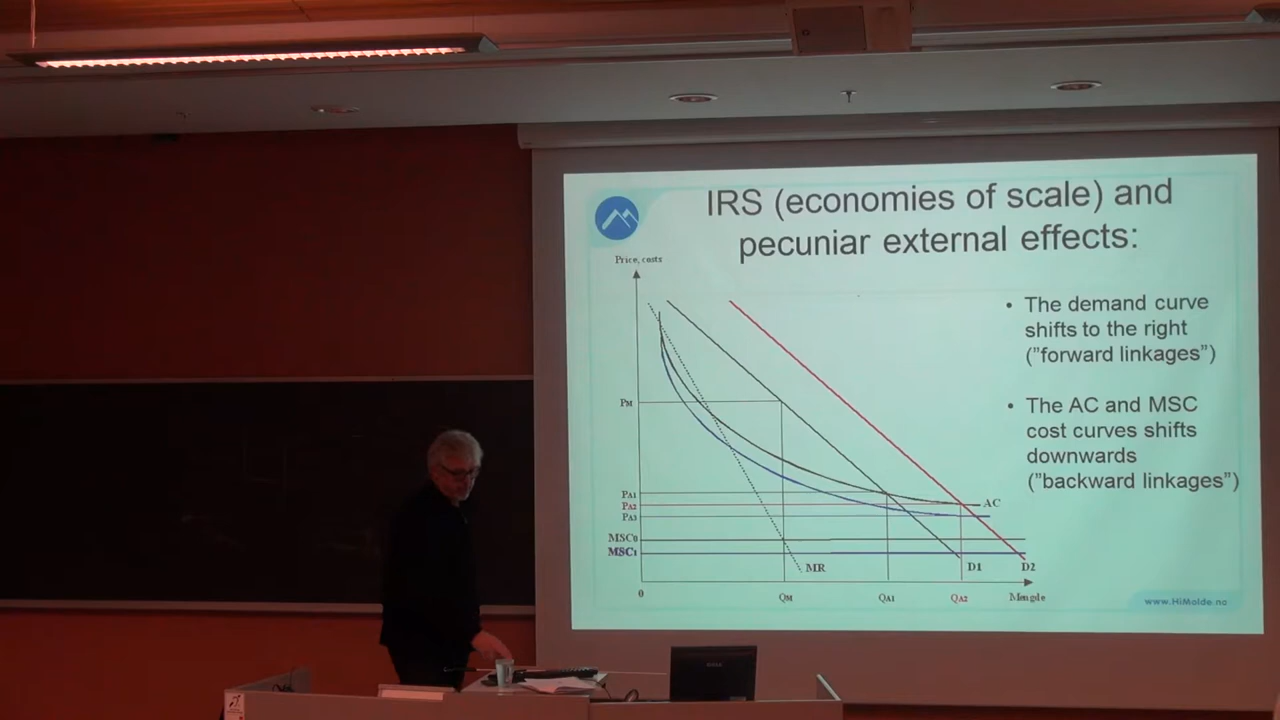 IRS (economies of scale) and
pecuniar external effects:
Price, costs
• The demand curve
shifts to the right
("forward linkages")
• The AC and MSC
cost curves shifts
downwards
("backward linkages")
PM
PA1
PA2
PA3
MSC0
MSC1
AC
MR
D1
D2
0
QM
QA1
QA2
Mengde
www.HiMolde.no